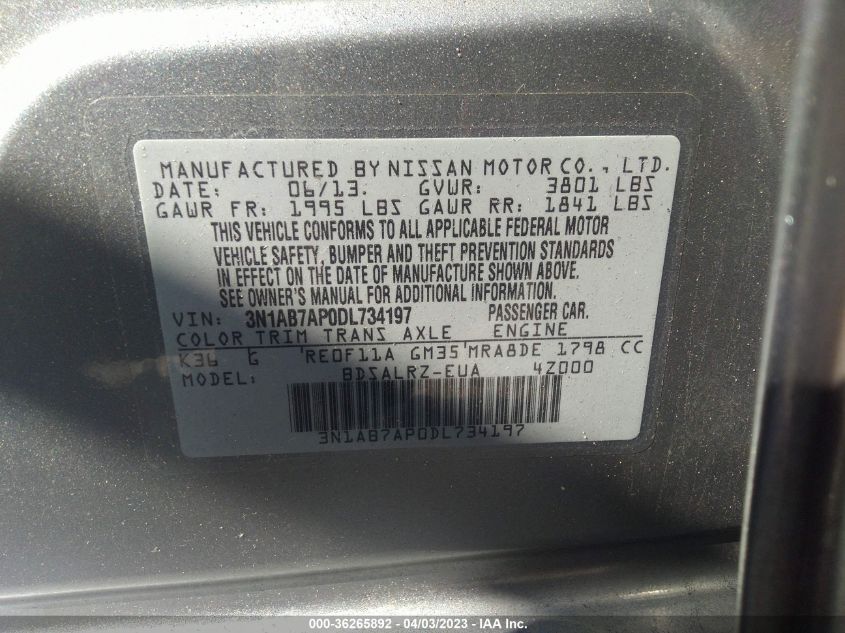 MANUFACTURED BY NISSAN MOTOR CO., LTD.
DATE: 06/13. GVWR: 3801 LBS
GAWR FR: 1995 LBS GAWR RR: 1841 LBS
THIS VEHICLE CONFORMS TO ALL APPLICABLE FEDERAL MOTOR
VEHICLE SAFETY, BUMPER AND THEFT PREVENTION STANDARDS
IN EFFECT ON THE DATE OF MANUFACTURE SHOWN ABOVE.
SEE OWNER'S MANUAL FOR ADDITIONAL INFORMATION.
VIN: 3N1AB7AP0DL734197 PASSENGER CAR.
COLOR TRIM TRANS AXLE ENGINE
K36 G RE0F11A GM35 MRA8DE 1798 CC
MODEL: BDSALRZ-EUA 4Z000
3N1AB7AP0DL734197
000-36265892 - 04/03/2023 - IAA Inc.